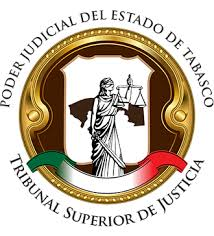 PODER JUDICIAL DEL ESTADO DE TABASCO
TRIBUNAL SUPERIOR DE JUSTICIA